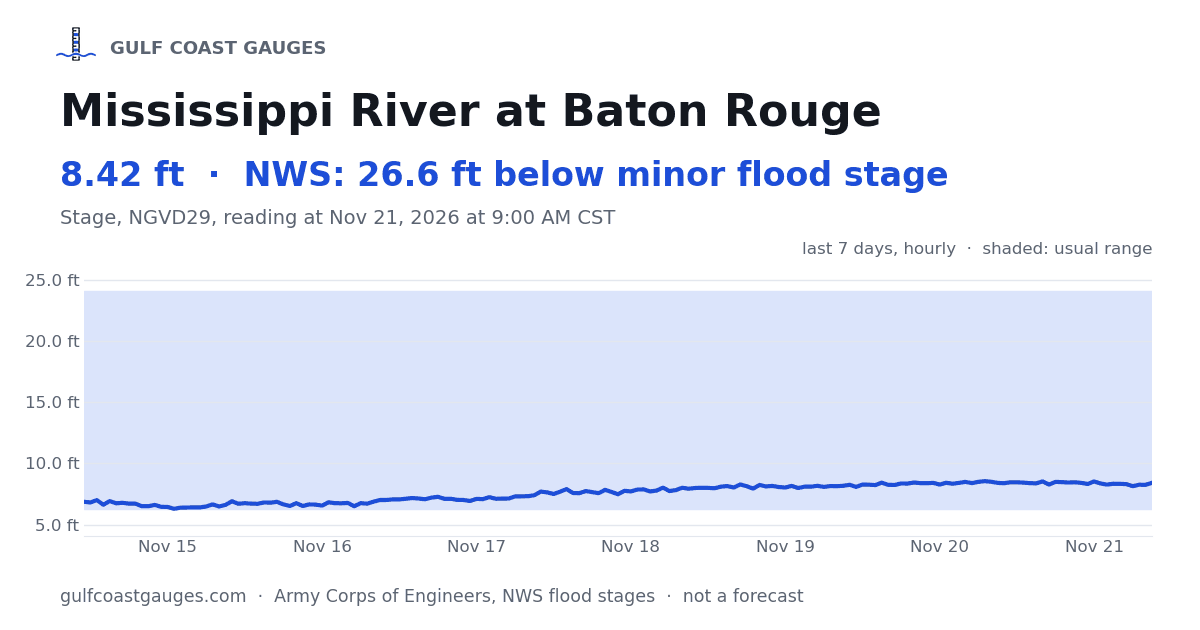 GULF COAST GAUGES
Mississippi River at Baton Rouge
8.42 ft · NWS: 26.6 ft below minor flood stage
Stage, NGVD29, reading at Nov 21, 2026 at 9:00 AM CST
last 7 days, hourly · shaded: usual range
25.0 ft
20.0 ft
15.0 ft
10.0 ft
5.0 ft
Nov 15 Nov 16 Nov 17 Nov 18 Nov 19 Nov 20 Nov 21
gulfcoastgauges.com · Army Corps of Engineers, NWS flood stages · not a forecast